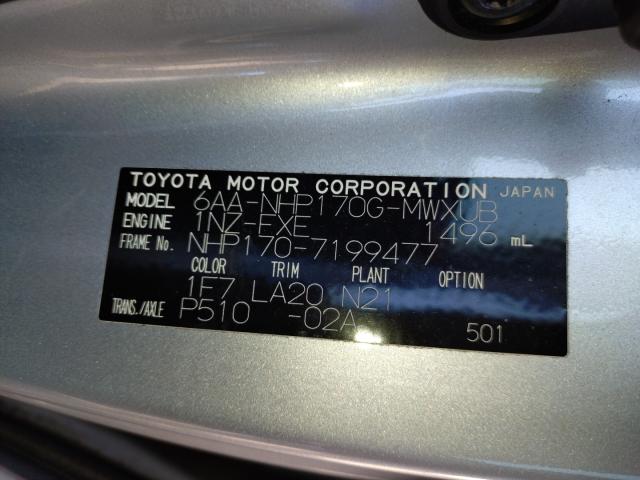 TOYOTA MOTOR CORPORATION JAPAN
MODEL 6AA-NHP170G-MWXUB
ENGINE 1NZ-EXE 1496 mL
FRAME No. NHP170-7199477
COLOR TRIM PLANT OPTION
1F7 LA20 N21
TRANS./AXLE P510 -02A 501